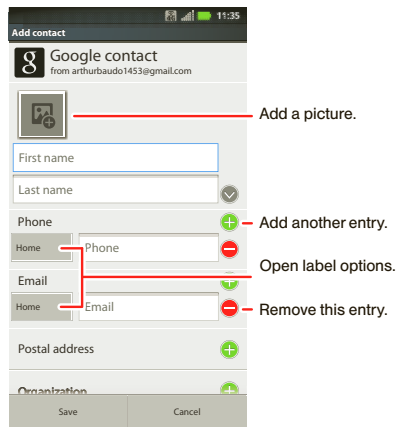 11:35
Add contact
g Google contact
from arthurbaudo1453@gmail.com
Add a picture.
First name
Last name
Phone
Add another entry.
Home Phone
Open label options.
Email
Home Email
Remove this entry.
Postal address
Organization
Save Cancel